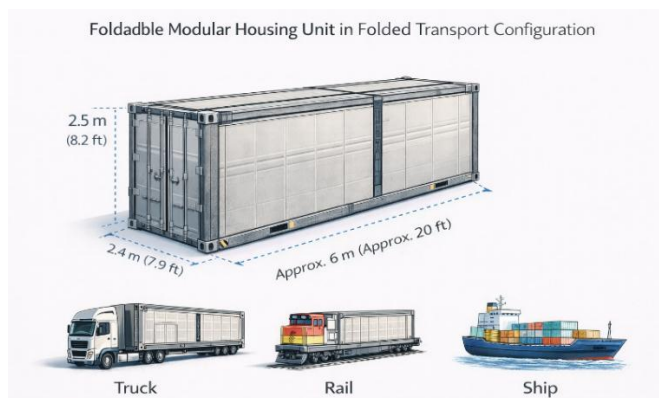 Foldadble Modular Housing Unit in Folded Transport Configuration
2.5 m
(8.2 ft)
2.4 m (7.9 ft)
Approx. 6 m (Approx. 20 ft)
Truck
Rail
Ship